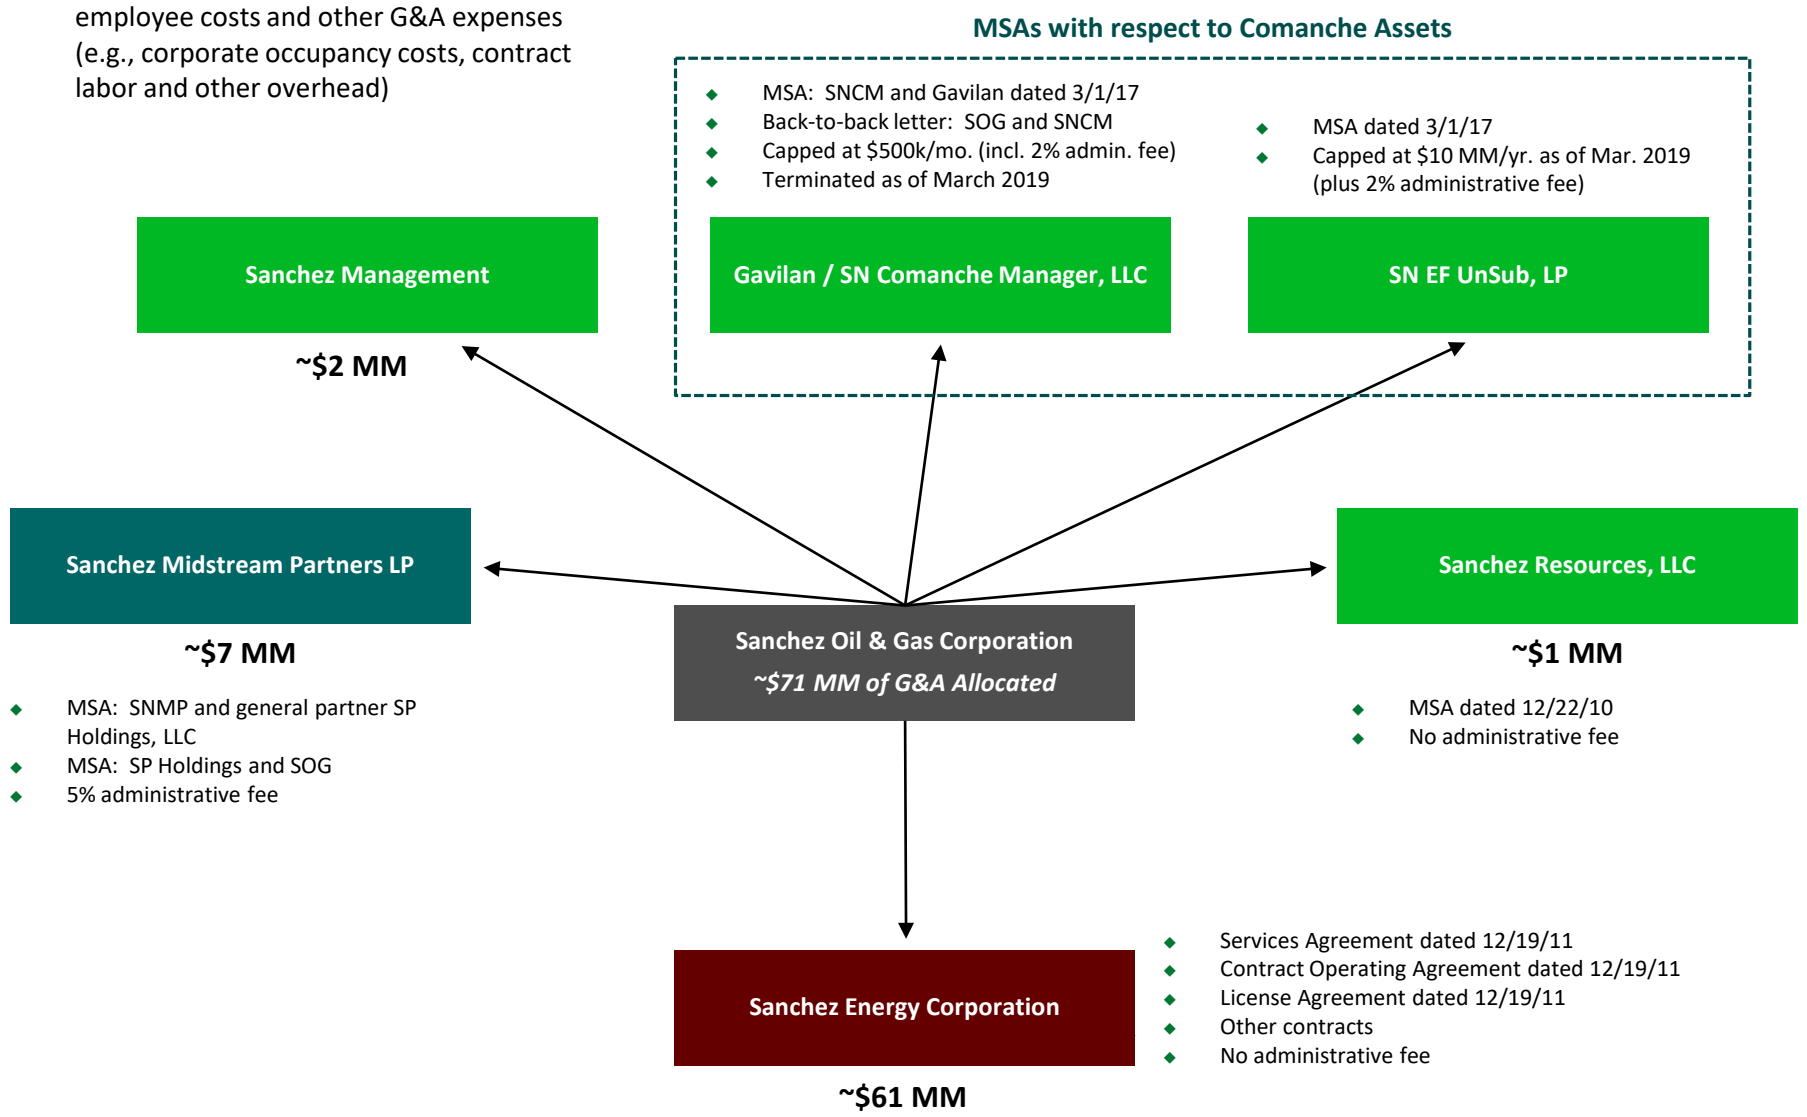 employee costs and other G&A expenses
(e.g., corporate occupancy costs, contract
labor and other overhead)
MSAs with respect to Comanche Assets
MSA:  SNCM and Gavilan dated 3/1/17
Back-to-back letter:  SOG and SNCM
Capped at $500k/mo. (incl. 2% admin. fee)
Terminated as of March 2019
MSA dated 3/1/17
Capped at $10 MM/yr. as of Mar. 2019
(plus 2% administrative fee)
Sanchez Management
Gavilan / SN Comanche Manager, LLC
SN EF UnSub, LP
~$2 MM
Sanchez Midstream Partners LP
Sanchez Resources, LLC
~$7 MM
Sanchez Oil & Gas Corporation
~$71 MM of G&A Allocated
~$1 MM
MSA:  SNMP and general partner SP
Holdings, LLC
MSA:  SP Holdings and SOG
5% administrative fee
MSA dated 12/22/10
No administrative fee
Sanchez Energy Corporation
Services Agreement dated 12/19/11
Contract Operating Agreement dated 12/19/11
License Agreement dated 12/19/11
Other contracts
No administrative fee
~$61 MM